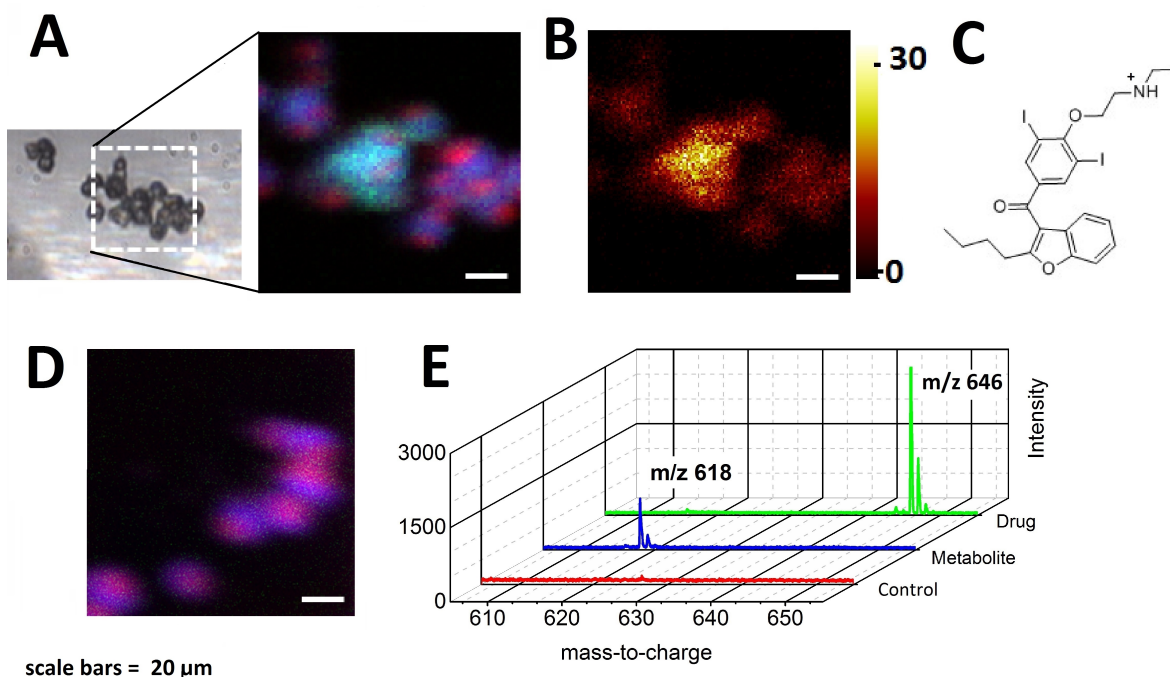 A
B
30
0
C
+
NH
O
I
I
O
O
D
scale bars = 20 µm
E
m/z 646
m/z 618
3000
1500
0
Intensity
Drug
Metabolite
Control
610 620 630 640 650
mass-to-charge